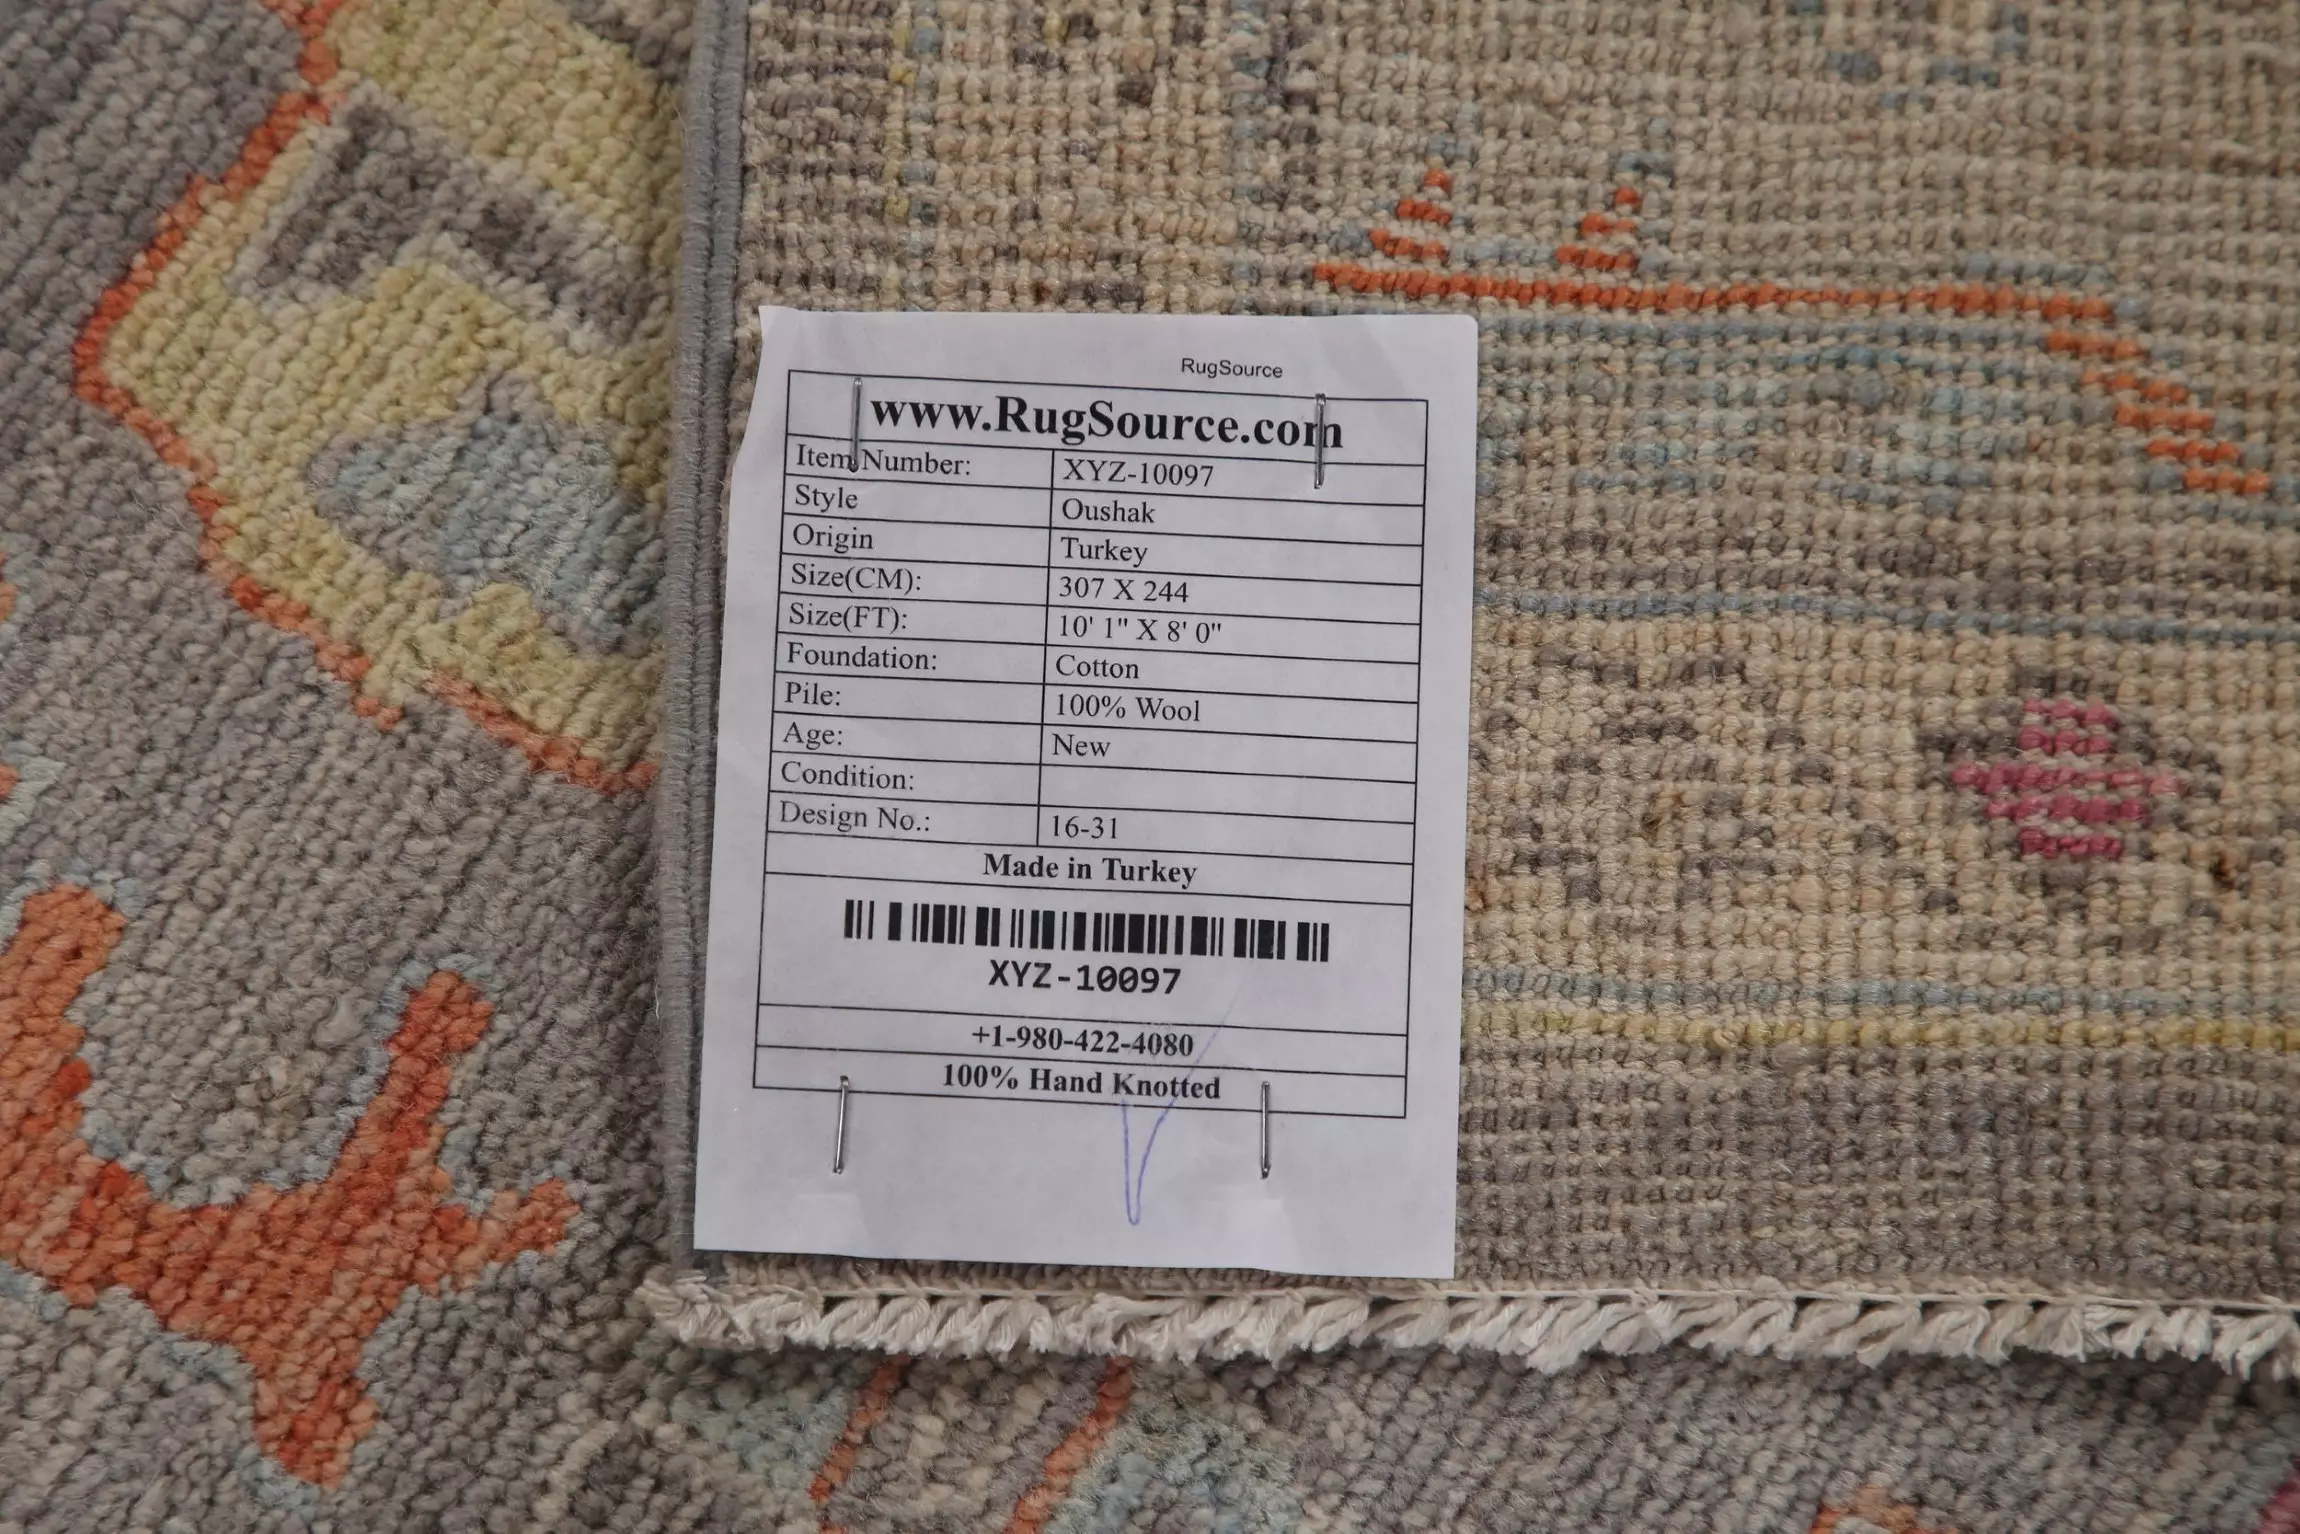 RugSource
www.RugSource.com
Item Number: XYZ-10097
Style Oushak
Origin Turkey
Size(CM): 307 X 244
Size(FT): 10' 1" X 8' 0"
Foundation: Cotton
Pile: 100% Wool
Age: New
Condition:
Design No.: 16-31
Made in Turkey
XYZ-10097
+1-980-422-4080
100% Hand Knotted